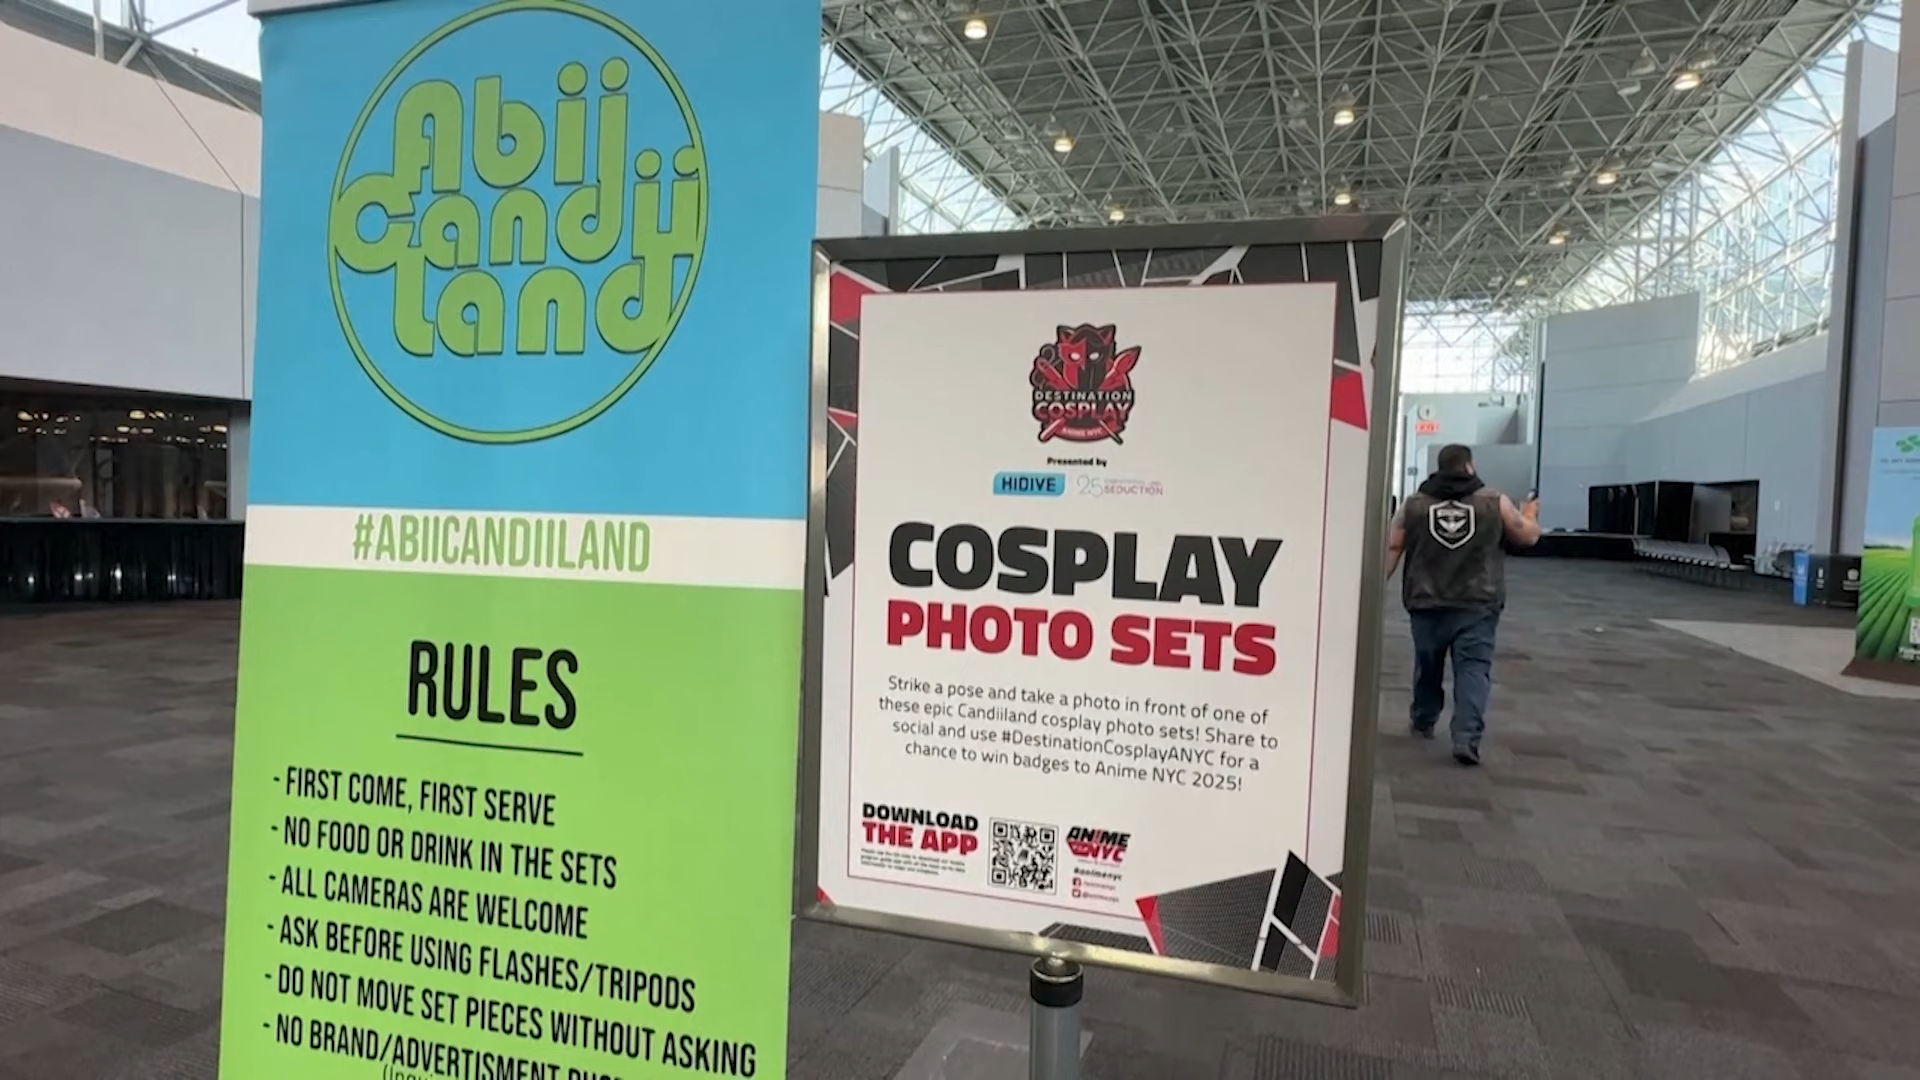 Abii
Candii
Land
#ABIICANDIILAND
RULES
- FIRST COME, FIRST SERVE
- NO FOOD OR DRINK IN THE SETS
- ALL CAMERAS ARE WELCOME
- ASK BEFORE USING FLASHES/TRIPODS
- DO NOT MOVE SET PIECES WITHOUT ASKING
- NO BRAND/ADVERTISMENT
DESTINATION
COSPLAY
ANIME NYC
Presented by
HIDIVE
25
SEDUCTION
COSPLAY
PHOTO SETS
Strike a pose and take a photo in front of one of
these epic Candiiland cosplay photo sets! Share to
social and use #DestinationCosplayANYC for a
chance to win badges to Anime NYC 2025!
DOWNLOAD
THE APP
ANIME
NYC
#animenyc